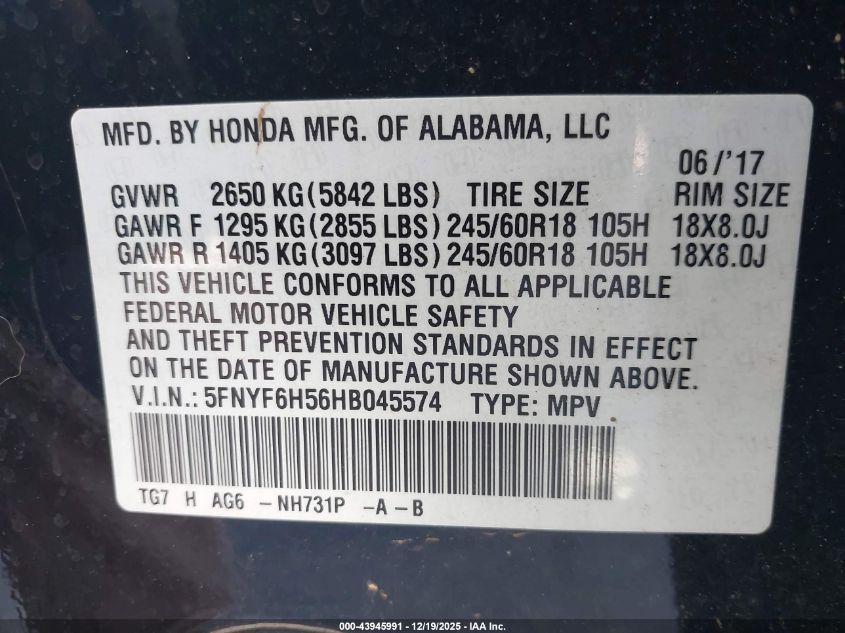 MFD. BY HONDA MFG. OF ALABAMA, LLC
06/'17
GVWR 2650 KG(5842 LBS) TIRE SIZE RIM SIZE
GAWR F 1295 KG(2855 LBS) 245/60R18 105H 18X8.0J
GAWR R 1405 KG(3097 LBS) 245/60R18 105H 18X8.0J
THIS VEHICLE CONFORMS TO ALL APPLICABLE
FEDERAL MOTOR VEHICLE SAFETY
AND THEFT PREVENTION STANDARDS IN EFFECT
ON THE DATE OF MANUFACTURE SHOWN ABOVE.
V.I.N.: 5FNYF6H56HB045574 TYPE: MPV
TG7 H AG6 -NH731P -A-B
000-43945991 - 12/19/2025 - IAA Inc.